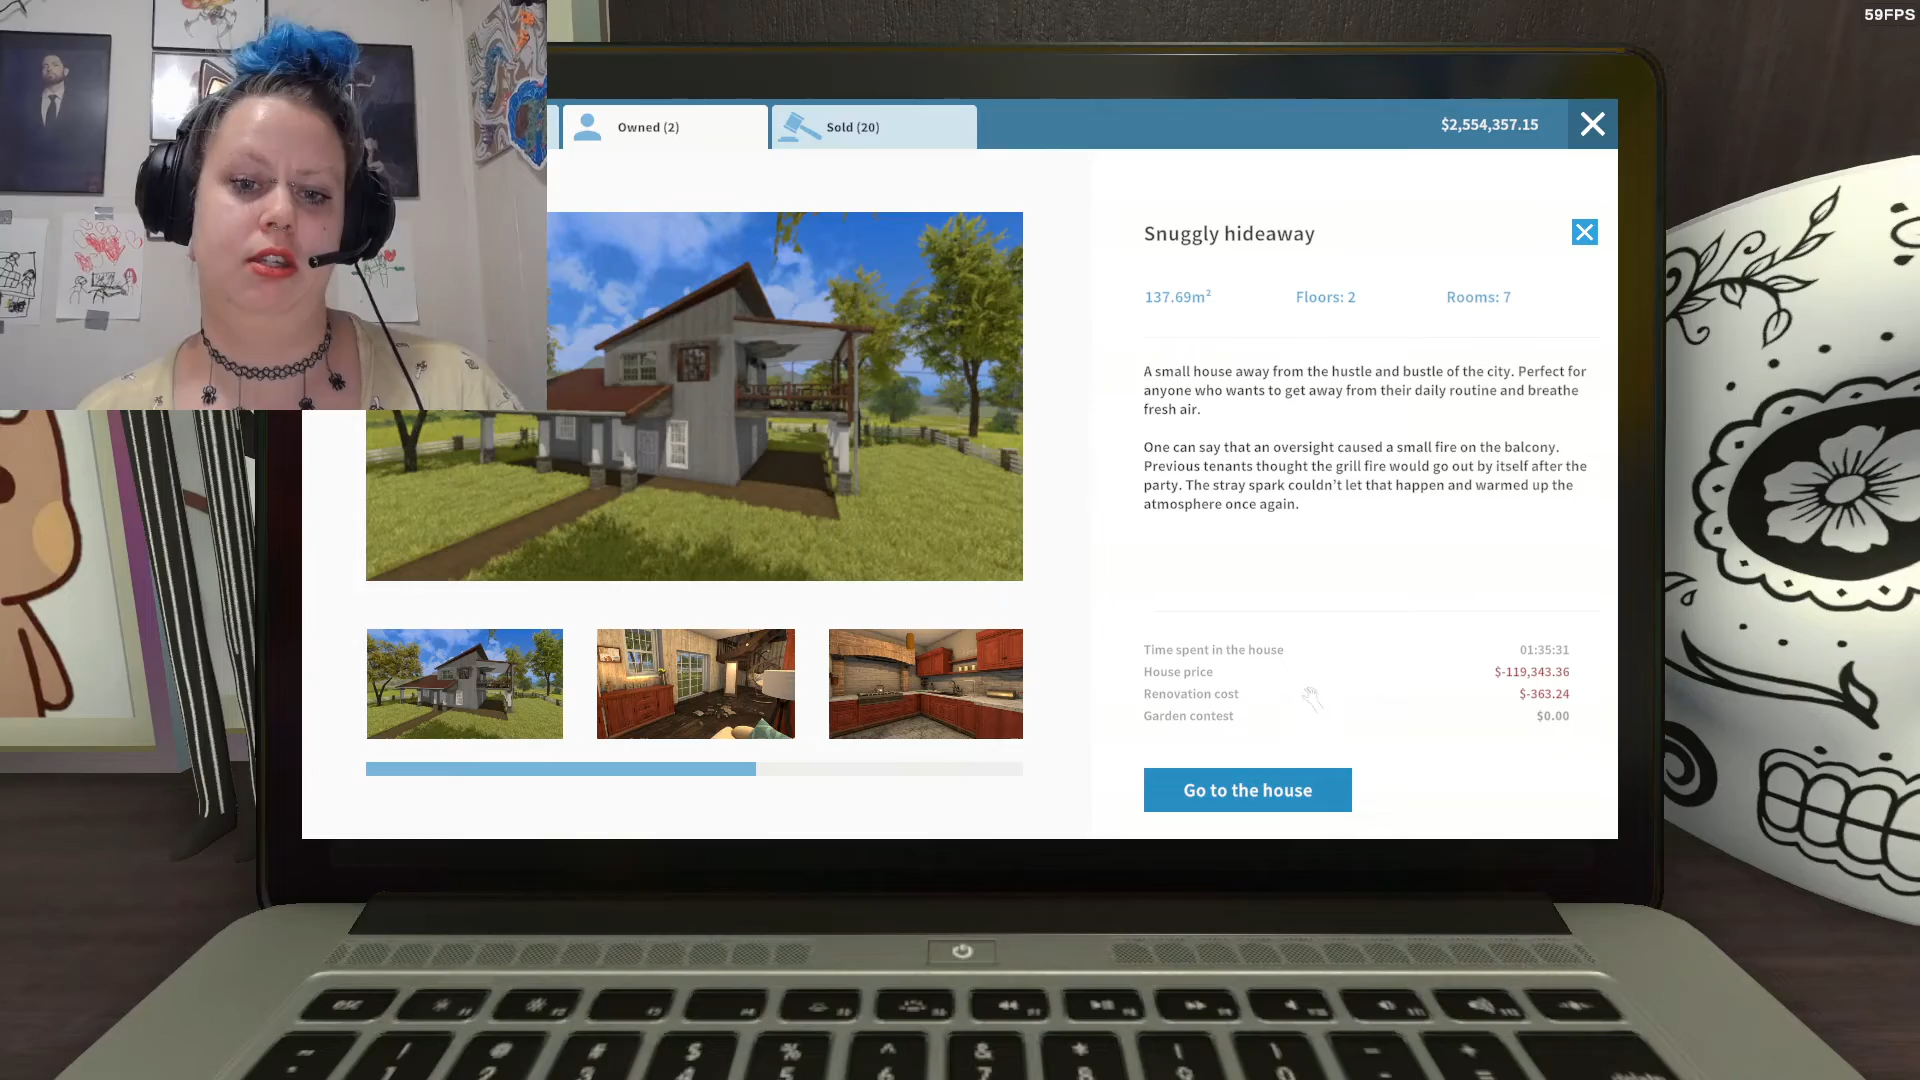 59FPS
Owned (2)
Sold (20)
$2,554,357.15
Snuggly hideaway
137.69m²
Floors: 2
Rooms: 7
A small house away from the hustle and bustle of the city. Perfect for
anyone who wants to get away from their daily routine and breathe
fresh air.
One can say that an oversight caused a small fire on the balcony.
Previous tenants thought the grill fire would go out by itself after the
party. The stray spark couldn't let that happen and warmed up the
atmosphere once again.
Time spent in the house 01:35:31
House price $-119,343.36
Renovation cost $-363.24
Garden contest $0.00
Go to the house
esc